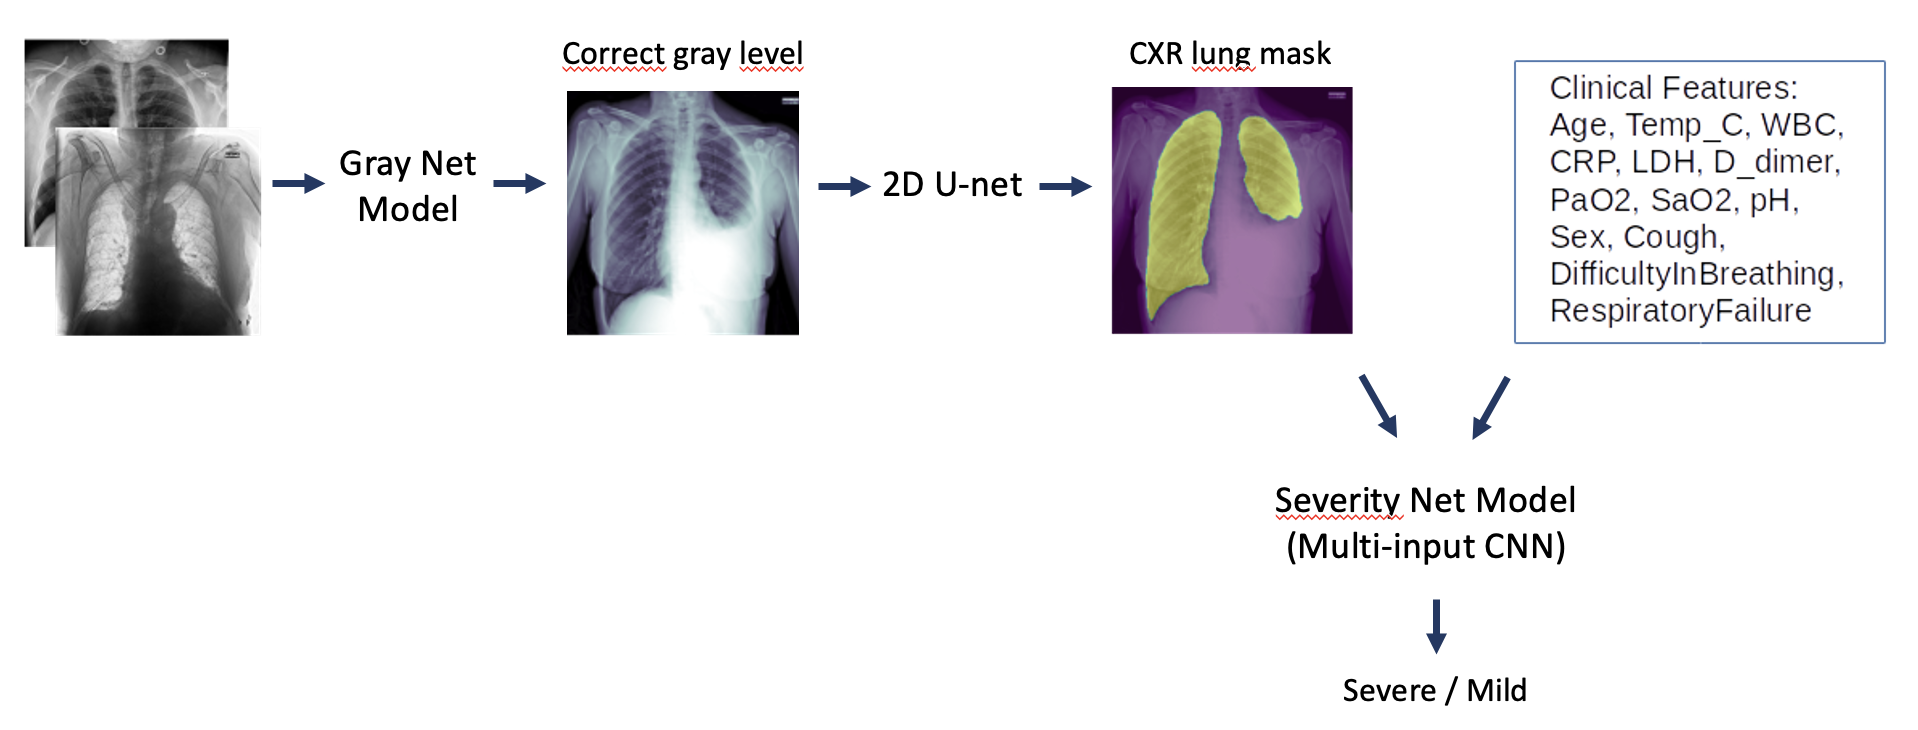 Correct gray level
CXR lung mask
Clinical Features:
Age, Temp_C, WBC,
CRP, LDH, D_dimer,
PaO2, SaO2, pH,
Sex, Cough,
DifficultyInBreathing,
RespiratoryFailure
Gray Net
Model
2D U-net
Severity Net Model
(Multi-input CNN)
Severe / Mild